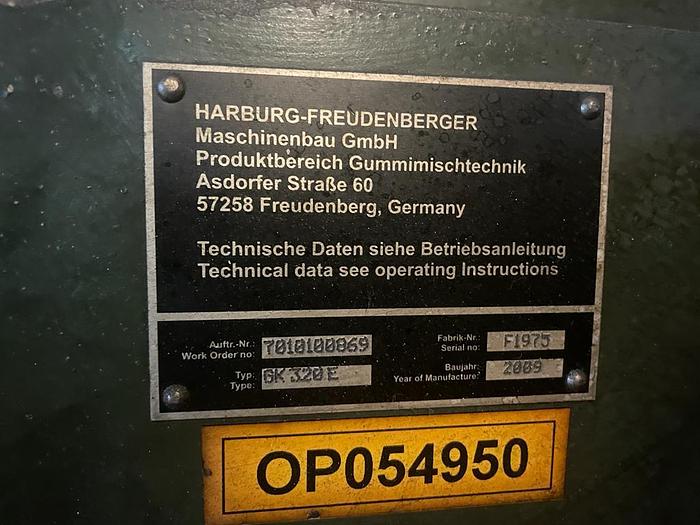 HARBURG-FREUDENBERGER
Maschinenbau GmbH
Produktbereich Gummimischtechnik
Asdorfer Straße 60
57258 Freudenberg, Germany
Technische Daten siehe Betriebsanleitung
Technical data see operating Instructions
Auftr.-Nr.: 7010100869
Work Order no:
Fabrik-Nr.: F1975
Serial no:
Typ: GK 320 E
Type:
Baujahr: 2009
Year of Manufacture:
OP054950